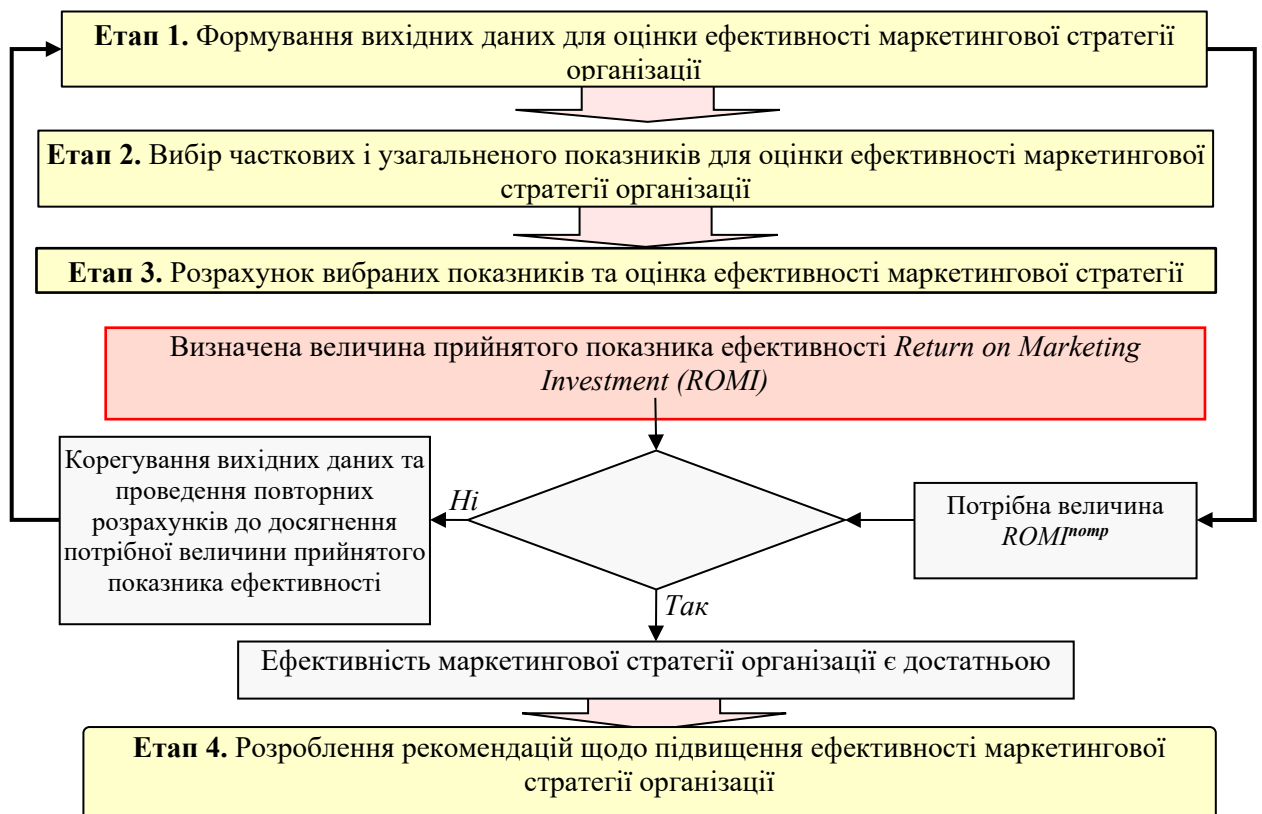 Етап 1. Формування вихідних даних для оцінки ефективності маркетингової стратегії
організації
Етап 2. Вибір часткових і узагальненого показників для оцінки ефективності маркетингової
стратегії організації
Етап 3. Розрахунок вибраних показників та оцінка ефективності маркетингової стратегії
Визначена величина прийнятого показника ефективності Return on Marketing
Investment (ROMI)
Корегування вихідних даних та
проведення повторних
розрахунків до досягнення
потрібної величини прийнятого
показника ефективності
Ні
Потрібна величина
ROMIпотр
Так
Ефективність маркетингової стратегії організації є достатньою
Етап 4. Розроблення рекомендацій щодо підвищення ефективності маркетингової
стратегії організації